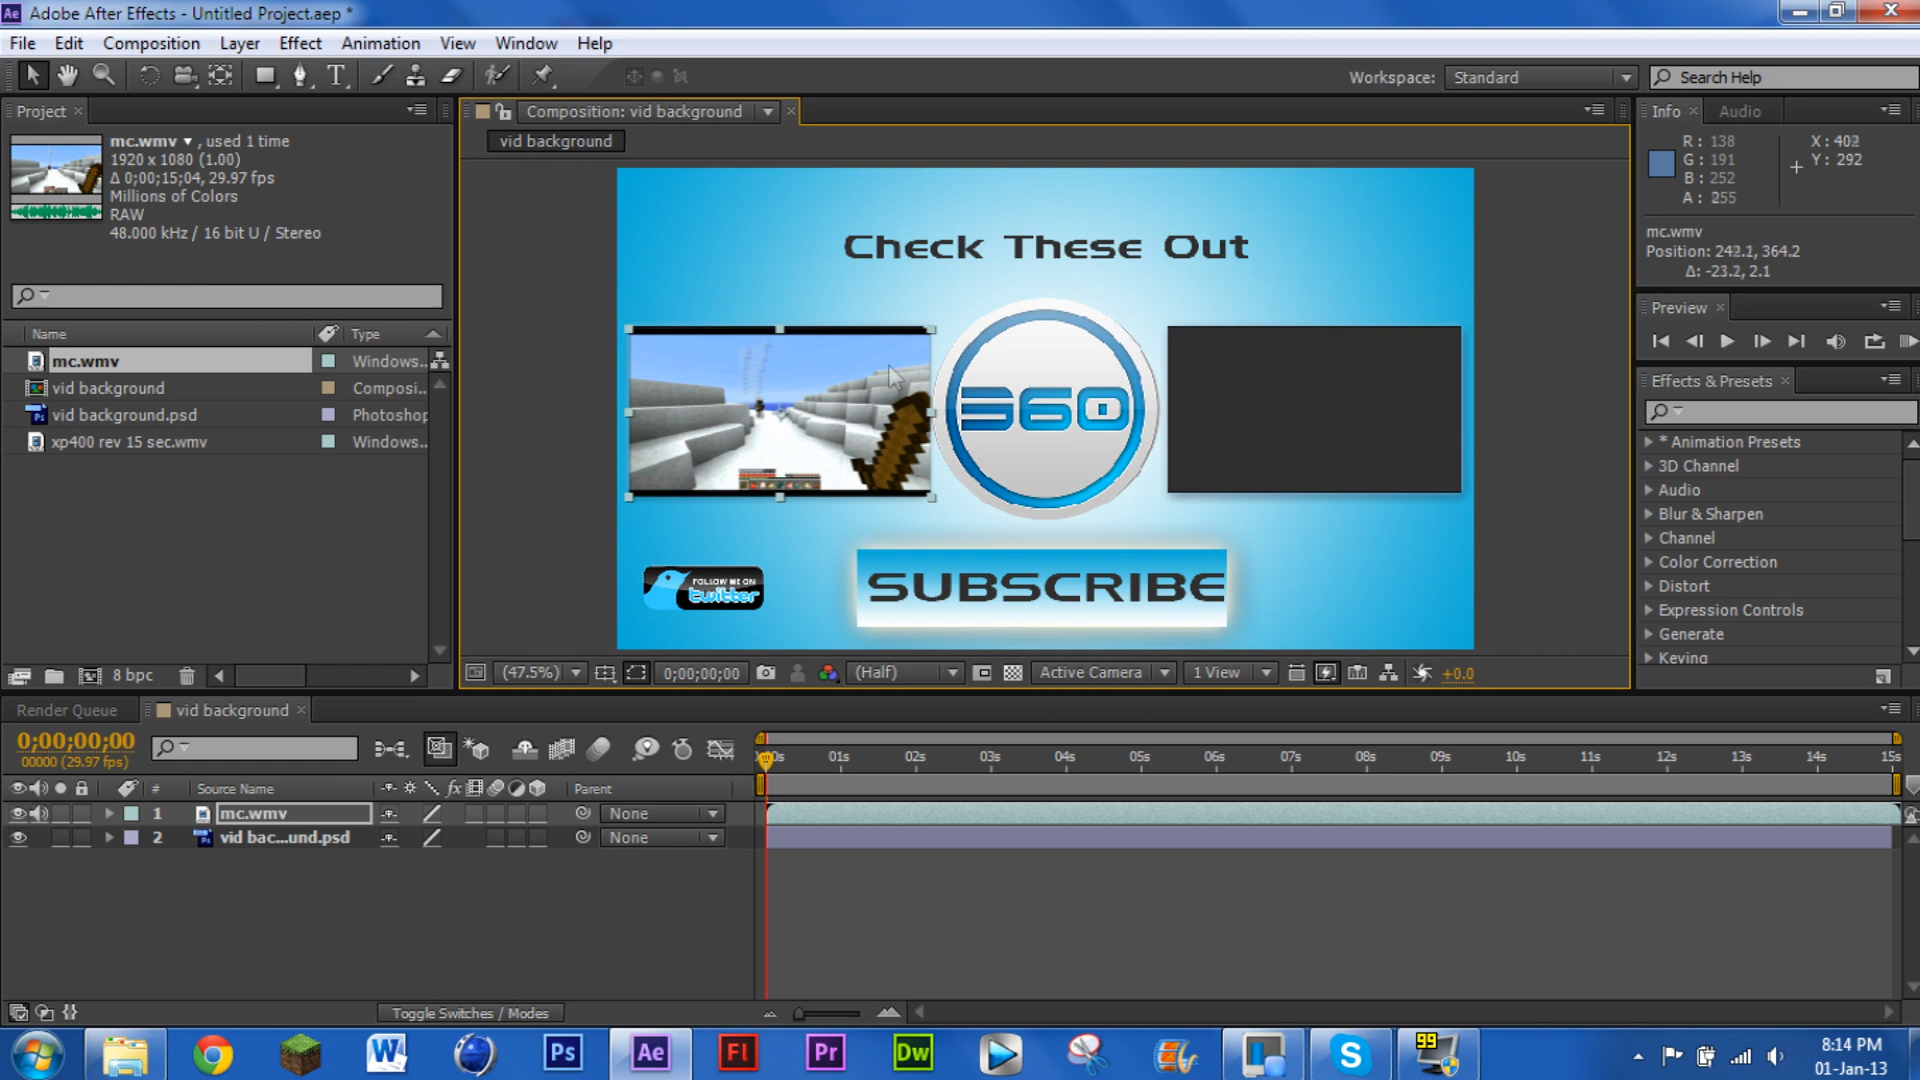 Ae Adobe After Effects - Untitled Project.aep *
File Edit Composition Layer Effect Animation View Window Help
Workspace: Standard Search Help
Project
mc.wmv , used 1 time
1920 x 1080 (1.00)
Δ 0;00;15;04, 29.97 fps
Millions of Colors
RAW
48.000 kHz / 16 bit U / Stereo
Name Type
mc.wmv Windows...
vid background Composi...
vid background.psd Photoshop
xp400 rev 15 sec.wmv Windows...
8 bpc
Composition: vid background
vid background
Check These Out
360
FOLLOW ME ON
twitter
SUBSCRIBE
(47.5%) 0;00;00;00 (Half) Active Camera 1 View +0.0
Info Audio
R: 138 X: 402
G: 191 Y: 292
B: 252
A: 255
mc.wmv
Position: 242.1, 364.2
Δ: -23.2, 2.1
Preview
Effects & Presets
* Animation Presets
3D Channel
Audio
Blur & Sharpen
Channel
Color Correction
Distort
Expression Controls
Generate
Keying
Render Queue vid background
0;00;00;00
00000 (29.97 fps)
01s 02s 03s 04s 05s 06s 07s 08s 09s 10s 11s 12s 13s 14s 15s
# Source Name fx Parent
1 mc.wmv None
2 vid bac...und.psd None
Toggle Switches / Modes
W Ps Ae Fl Pr Dw S 99
8:14 PM
01-Jan-13